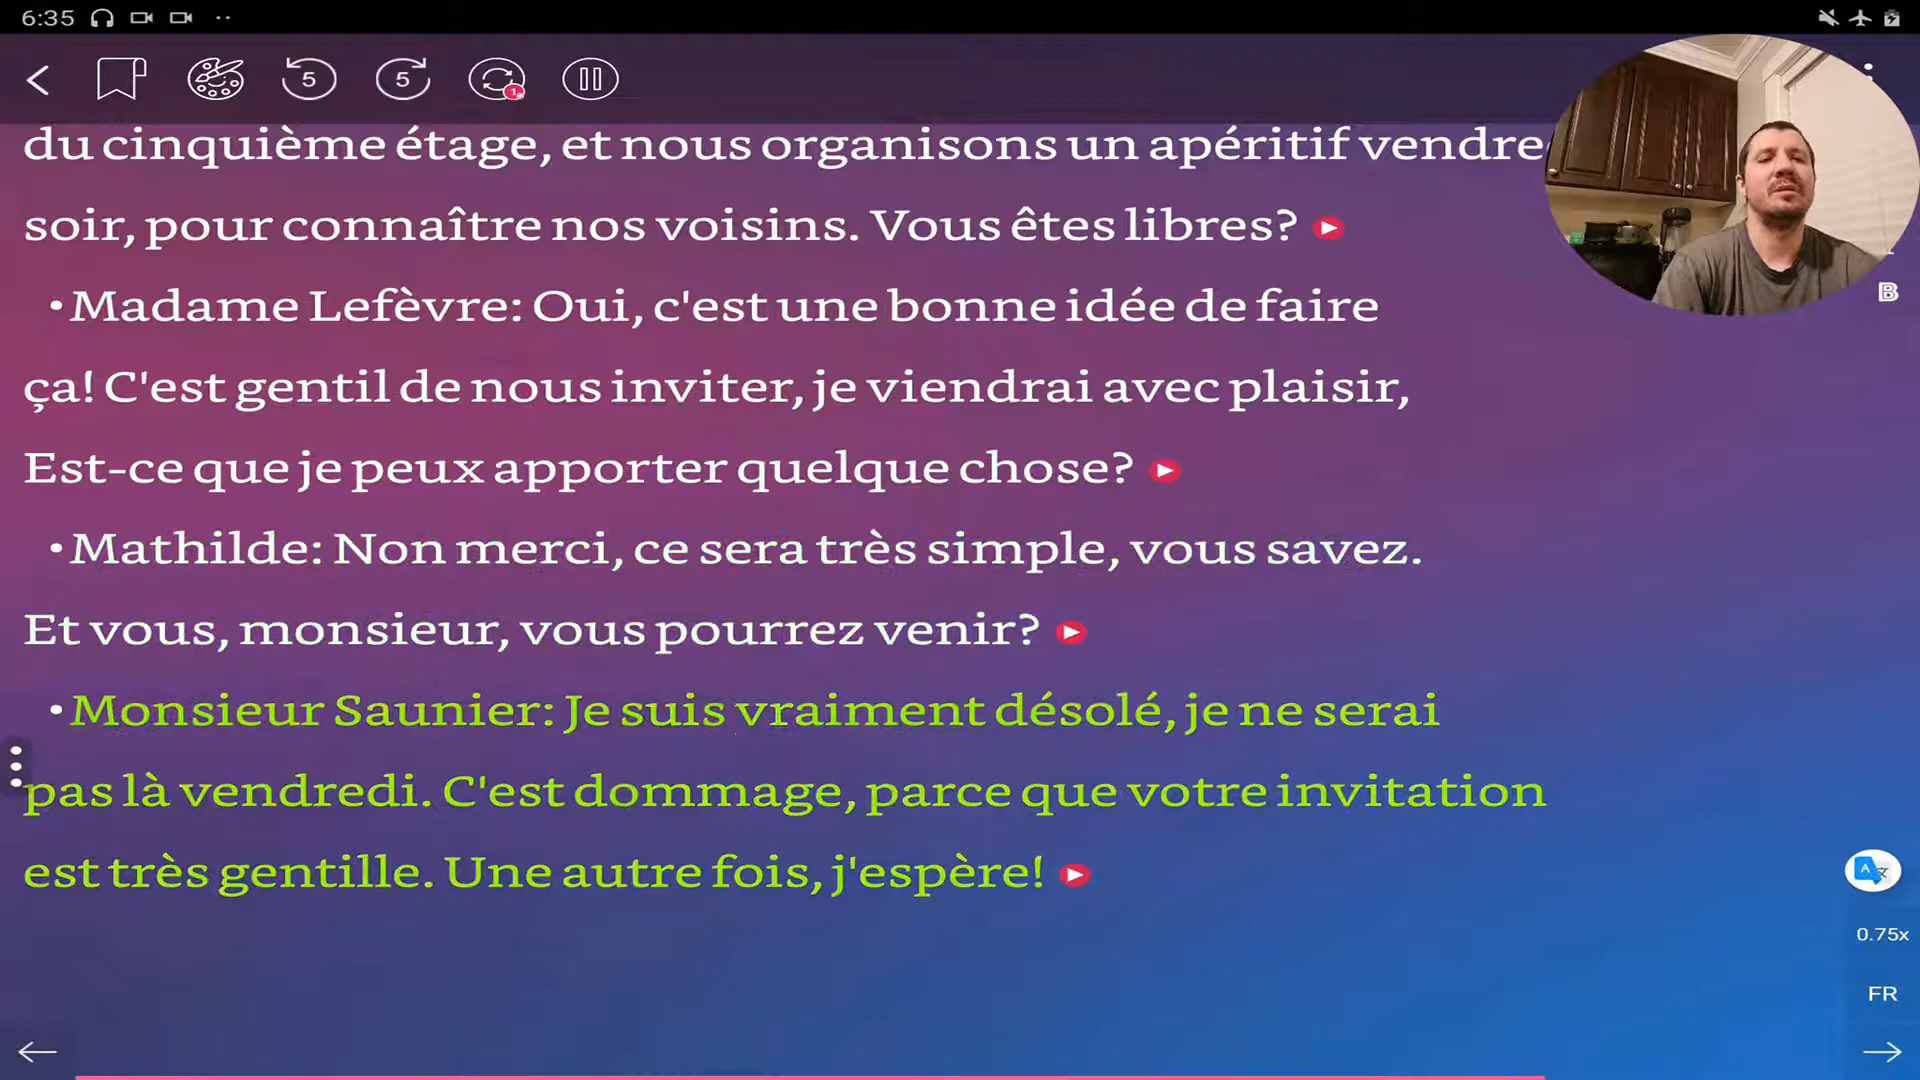 6:35
5 5 1
du cinquième étage, et nous organisons un apéritif
soir, pour connaître nos voisins. Vous êtes libres?
B
•Madame Lefèvre: Oui, c'est une bonne idée de faire
ça! C'est gentil de nous inviter, je viendrai avec plaisir,
Est-ce que je peux apporter quelque chose?
•Mathilde: Non merci, ce sera très simple, vous savez.
Et vous, monsieur, vous pourrez venir?
•Monsieur Saunier: Je suis vraiment désolé, je ne serai
pas là vendredi. C'est dommage, parce que votre invitation
est très gentille. Une autre fois, j'espère!
A 文
0.75x
FR